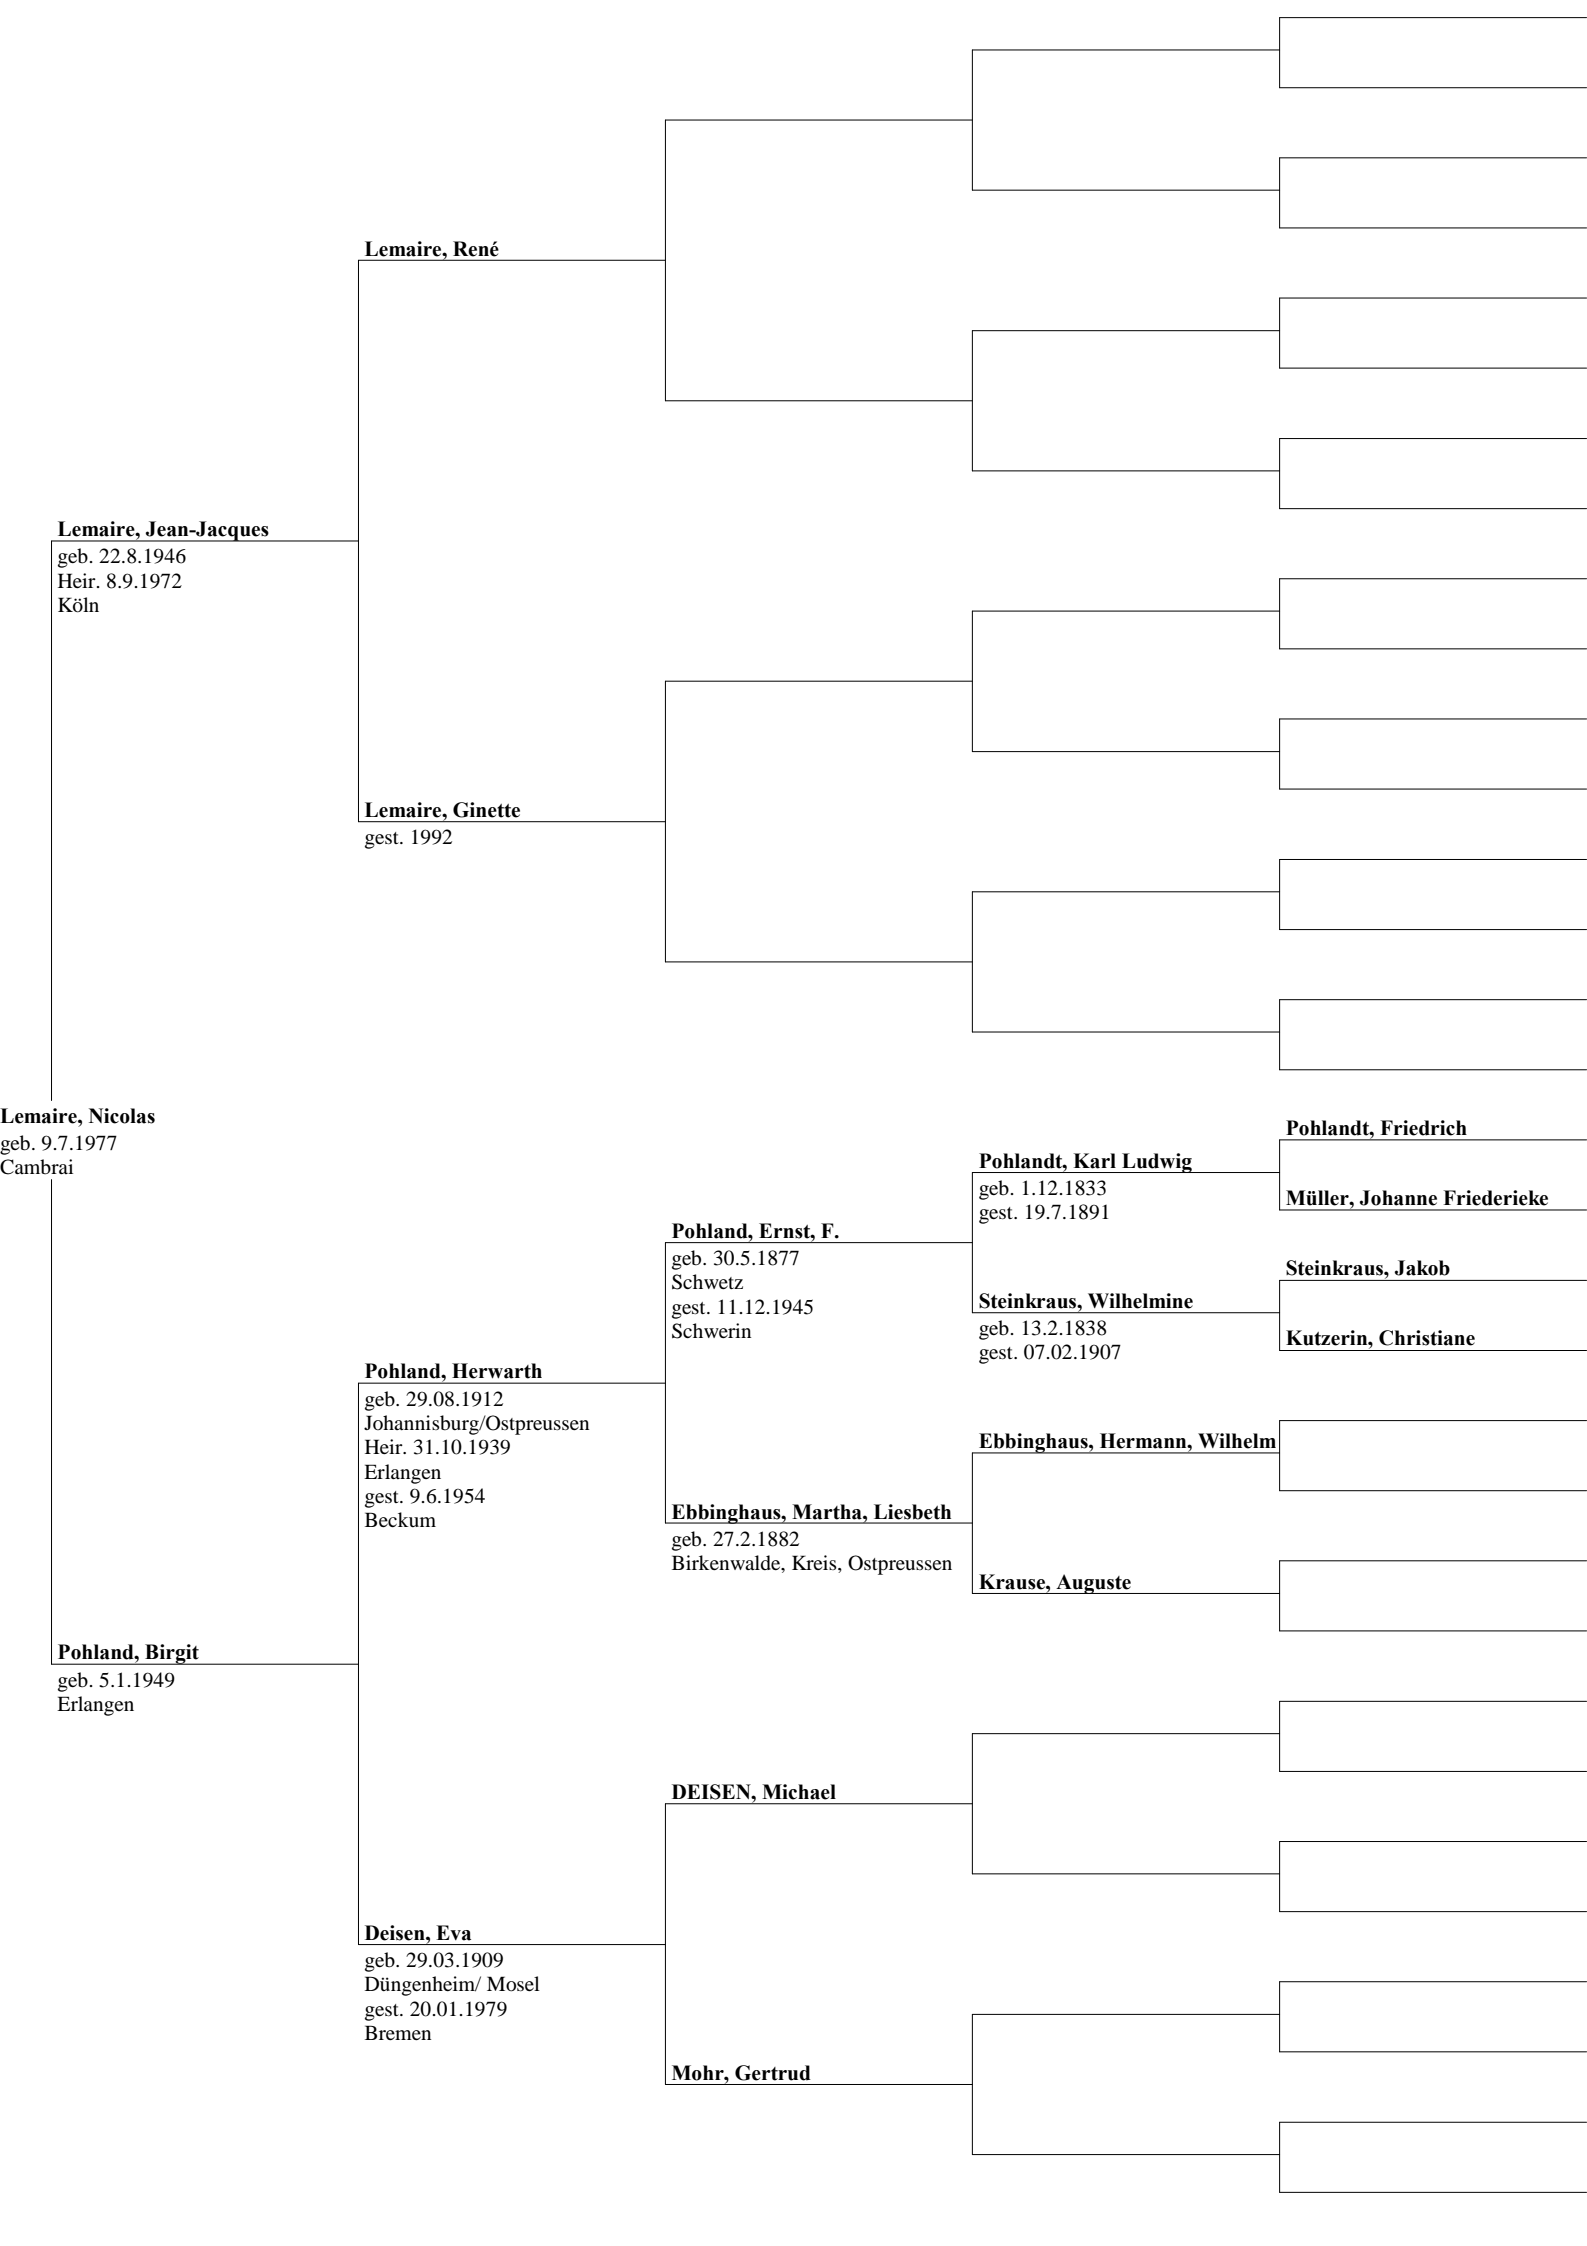 Lemaire, René
Lemaire, Jean-Jacques
geb. 22.8.1946
Heir. 8.9.1972
Köln
Lemaire, Ginette
gest. 1992
Lemaire, Nicolas
geb. 9.7.1977
Cambrai
Pohlandt, Friedrich
Pohlandt, Karl Ludwig
geb. 1.12.1833
gest. 19.7.1891
Müller, Johanne Friederieke
Pohland, Ernst, F.
geb. 30.5.1877
Schwetz
gest. 11.12.1945
Schwerin
Steinkraus, Jakob
Steinkraus, Wilhelmine
geb. 13.2.1838
gest. 07.02.1907
Kutzerin, Christiane
Pohland, Herwarth
geb. 29.08.1912
Johannisburg/Ostpreussen
Heir. 31.10.1939
Erlangen
gest. 9.6.1954
Beckum
Ebbinghaus, Hermann, Wilhelm
Ebbinghaus, Martha, Liesbeth
geb. 27.2.1882
Birkenwalde, Kreis, Ostpreussen
Krause, Auguste
Pohland, Birgit
geb. 5.1.1949
Erlangen
DEISEN, Michael
Deisen, Eva
geb. 29.03.1909
Düngenheim/ Mosel
gest. 20.01.1979
Bremen
Mohr, Gertrud